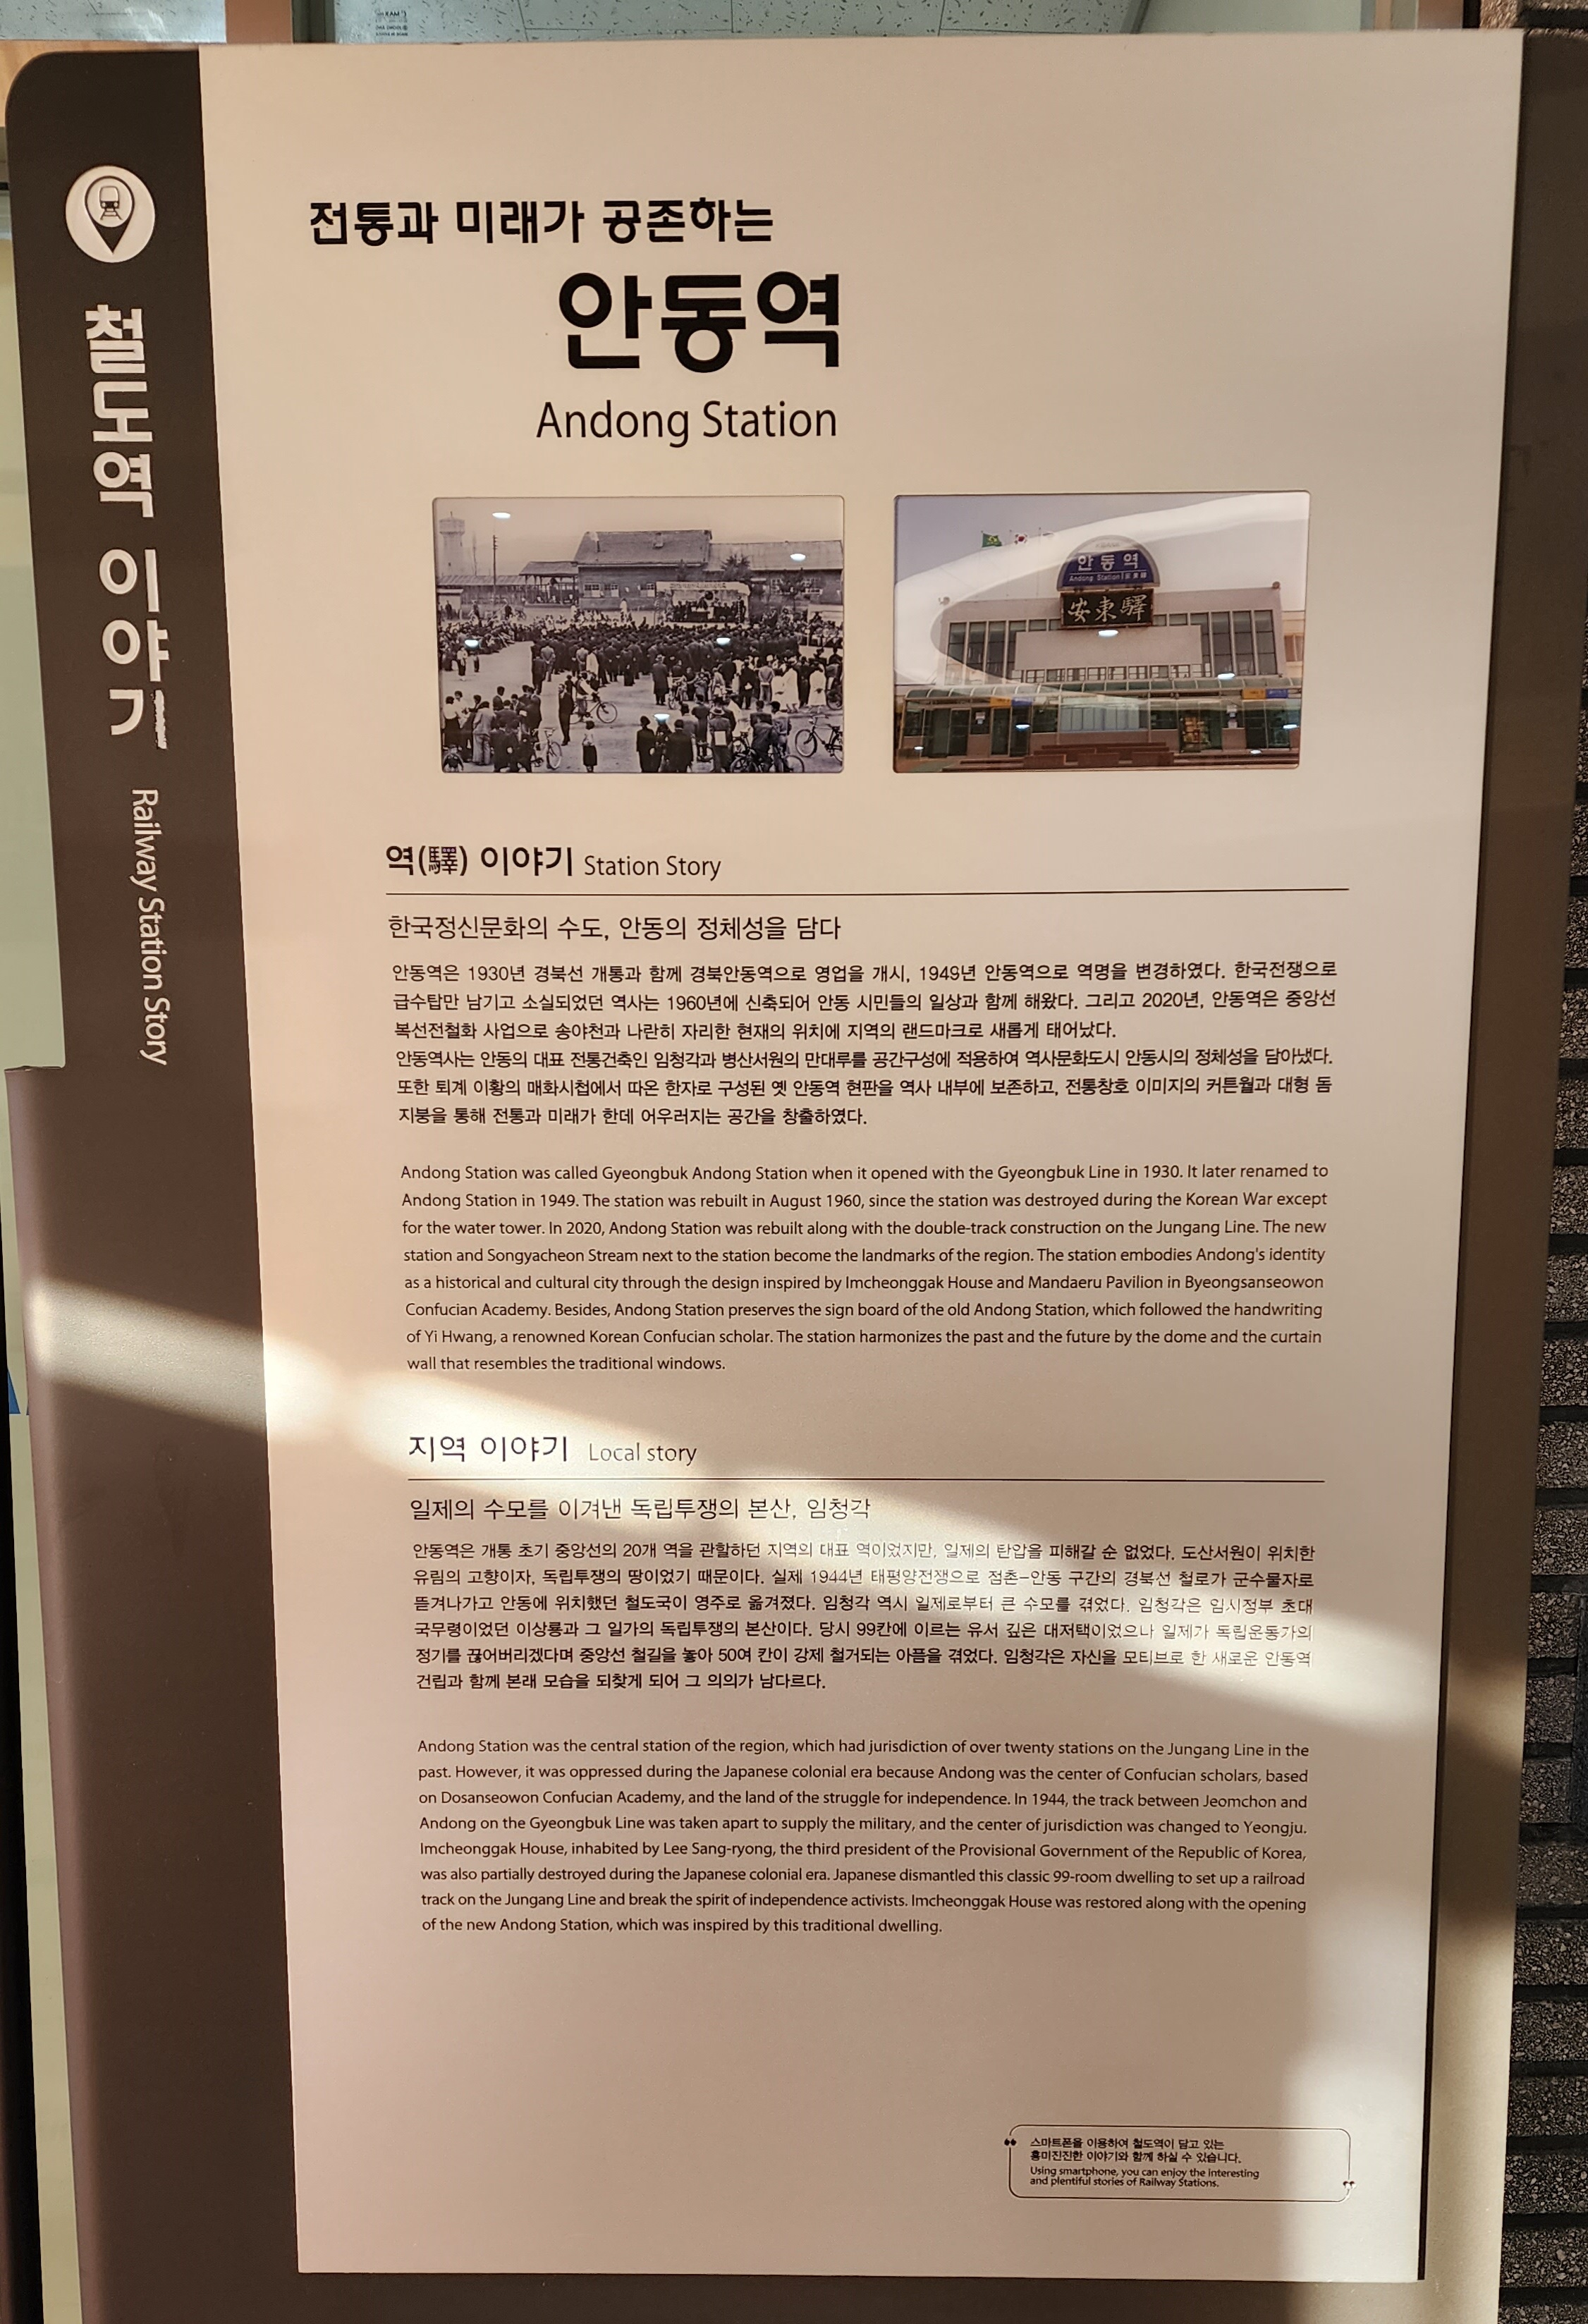 철도역 이야기
Railway Station Story
전통과 미래가 공존하는
안동역
Andong Station
안동역
Andong Station
安東驛
역(驛) 이야기 Station Story
한국정신문화의 수도, 안동의 정체성을 담다
안동역은 1930년 경북선 개통과 함께 경북안동역으로 영업을 개시, 1949년 안동역으로 역명을 변경하였다. 한국전쟁으로
급수탑만 남기고 소실되었던 역사는 1960년에 신축되어 안동 시민들의 일상과 함께 해왔다. 그리고 2020년, 안동역은 중앙선
복선전철화 사업으로 송야천과 나란히 자리한 현재의 위치에 지역의 랜드마크로 새롭게 태어났다.
안동역사는 안동의 대표 전통건축인 임청각과 병산서원의 만대루를 공간구성에 적용하여 역사문화도시 안동시의 정체성을 담아냈다.
또한 퇴계 이황의 매화시첩에서 따온 한자로 구성된 옛 안동역 현판을 역사 내부에 보존하고, 전통창호 이미지의 커튼월과 대형 돔
지붕을 통해 전통과 미래가 한데 어우러지는 공간을 창출하였다.
Andong Station was called Gyeongbuk Andong Station when it opened with the Gyeongbuk Line in 1930. It later renamed to
Andong Station in 1949. The station was rebuilt in August 1960, since the station was destroyed during the Korean War except
for the water tower. In 2020, Andong Station was rebuilt along with the double-track construction on the Jungang Line. The new
station and Songyacheon Stream next to the station become the landmarks of the region. The station embodies Andong's identity
as a historical and cultural city through the design inspired by Imcheonggak House and Mandaeru Pavilion in Byeongsanseowon
Confucian Academy. Besides, Andong Station preserves the sign board of the old Andong Station, which followed the handwriting
of Yi Hwang, a renowned Korean Confucian scholar. The station harmonizes the past and the future by the dome and the curtain
wall that resembles the traditional windows.
지역 이야기 Local story
일제의 수모를 이겨낸 독립투쟁의 본산, 임청각
안동역은 개통 초기 중앙선의 20개 역을 관할하던 지역의 대표 역이었지만, 일제의 탄압을 피해갈 순 없었다. 도산서원이 위치한
유림의 고향이자, 독립투쟁의 땅이었기 때문이다. 실제 1944년 태평양전쟁으로 점촌-안동 구간의 경북선 철로가 군수물자로
뜯겨나가고 안동에 위치했던 철도국이 영주로 옮겨졌다. 임청각 역시 일제로부터 큰 수모를 겪었다. 임청각은 임시정부 초대
국무령이었던 이상룡과 그 일가의 독립투쟁의 본산이다. 당시 99칸에 이르는 유서 깊은 대저택이었으나 일제가 독립운동가의
정기를 끊어버리겠다며 중앙선 철길을 놓아 50여 칸이 강제 철거되는 아픔을 겪었다. 임청각은 자신을 모티브로 한 새로운 안동역
건립과 함께 본래 모습을 되찾게 되어 그 의의가 남다르다.
Andong Station was the central station of the region, which had jurisdiction of over twenty stations on the Jungang Line in the
past. However, it was oppressed during the Japanese colonial era because Andong was the center of Confucian scholars, based
on Dosanseowon Confucian Academy, and the land of the struggle for independence. In 1944, the track between Jeomchon and
Andong on the Gyeongbuk Line was taken apart to supply the military, and the center of jurisdiction was changed to Yeongju.
Imcheonggak House, inhabited by Lee Sang-ryong, the third president of the Provisional Government of the Republic of Korea,
was also partially destroyed during the Japanese colonial era. Japanese dismantled this classic 99-room dwelling to set up a railroad
track on the Jungang Line and break the spirit of independence activists. Imcheonggak House was restored along with the opening
of the new Andong Station, which was inspired by this traditional dwelling.
스마트폰을 이용하여 철도역이 담고 있는
흥미진진한 이야기와 함께 하실 수 있습니다.
Using smartphone, you can enjoy the interesting
and plentiful stories of Railway Stations.